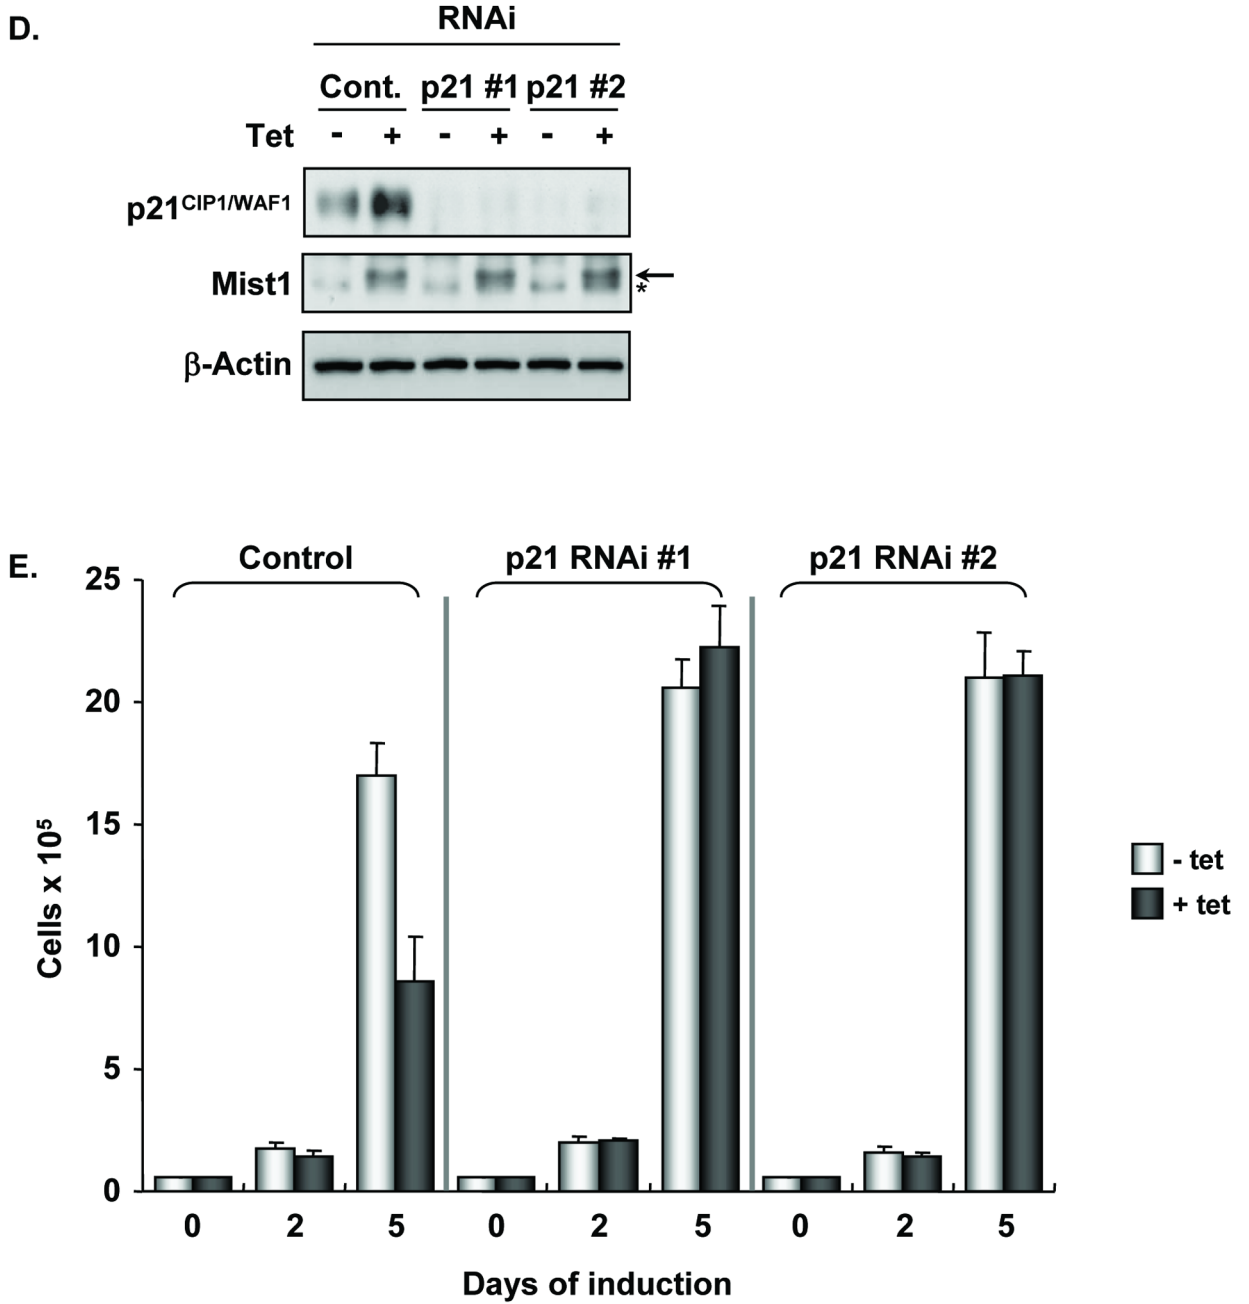 D.
RNAi
Cont. p21 #1 p21 #2
Tet - + - + - +
p21CIP1/WAF1
Mist1
*
β-Actin
E.
Control p21 RNAi #1 p21 RNAi #2
25
20
15
10
5
0
Cells x 10⁵
- tet
+ tet
0 2 5 0 2 5 0 2 5
Days of induction